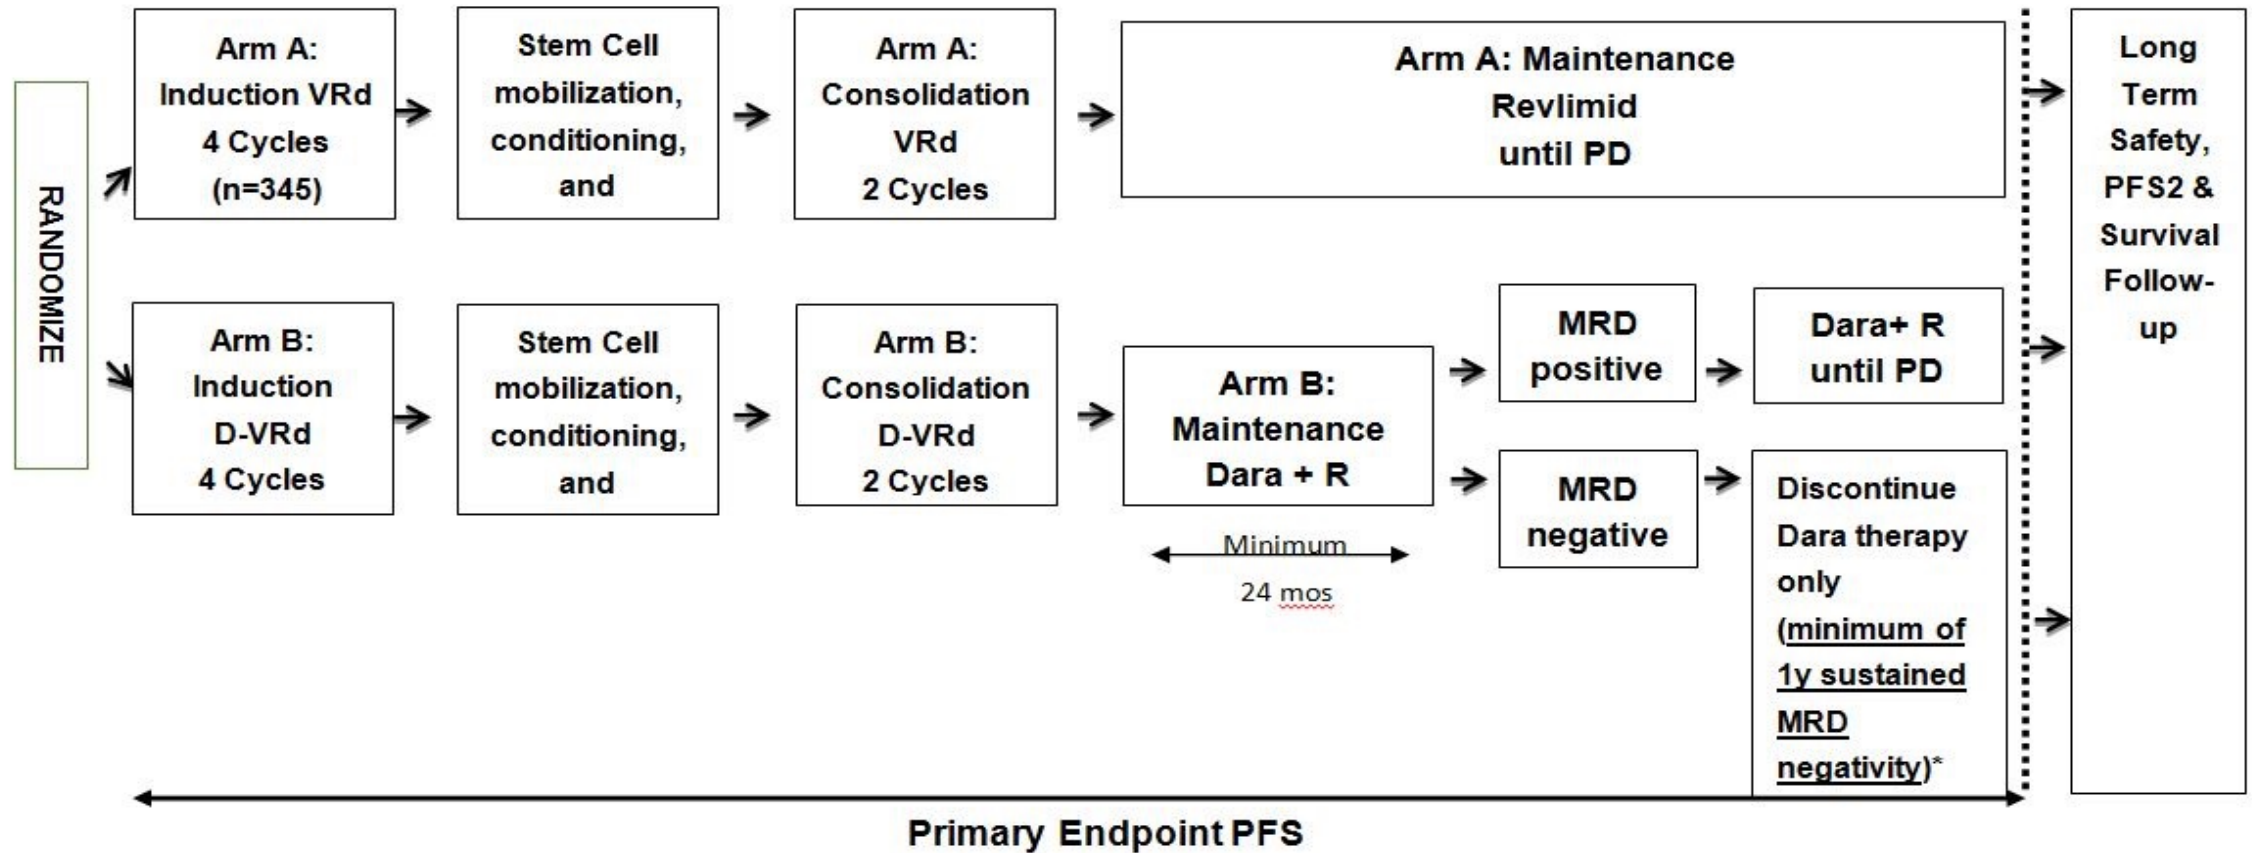 RANDOMIZE
Arm A:
Induction VRd
4 Cycles
(n=345)
Stem Cell
mobilization,
conditioning,
and
Arm A:
Consolidation
VRd
2 Cycles
Arm A: Maintenance
Revlimid
until PD
Arm B:
Induction
D-VRd
4 Cycles
Stem Cell
mobilization,
conditioning,
and
Arm B:
Consolidation
D-VRd
2 Cycles
Arm B:
Maintenance
Dara + R
Minimum
24 mos
MRD
positive
Dara+ R
until PD
MRD
negative
Discontinue
Dara therapy
only
(minimum of
1y sustained
MRD
negativity)*
Long
Term
Safety,
PFS2 &
Survival
Follow-
up
Primary Endpoint PFS